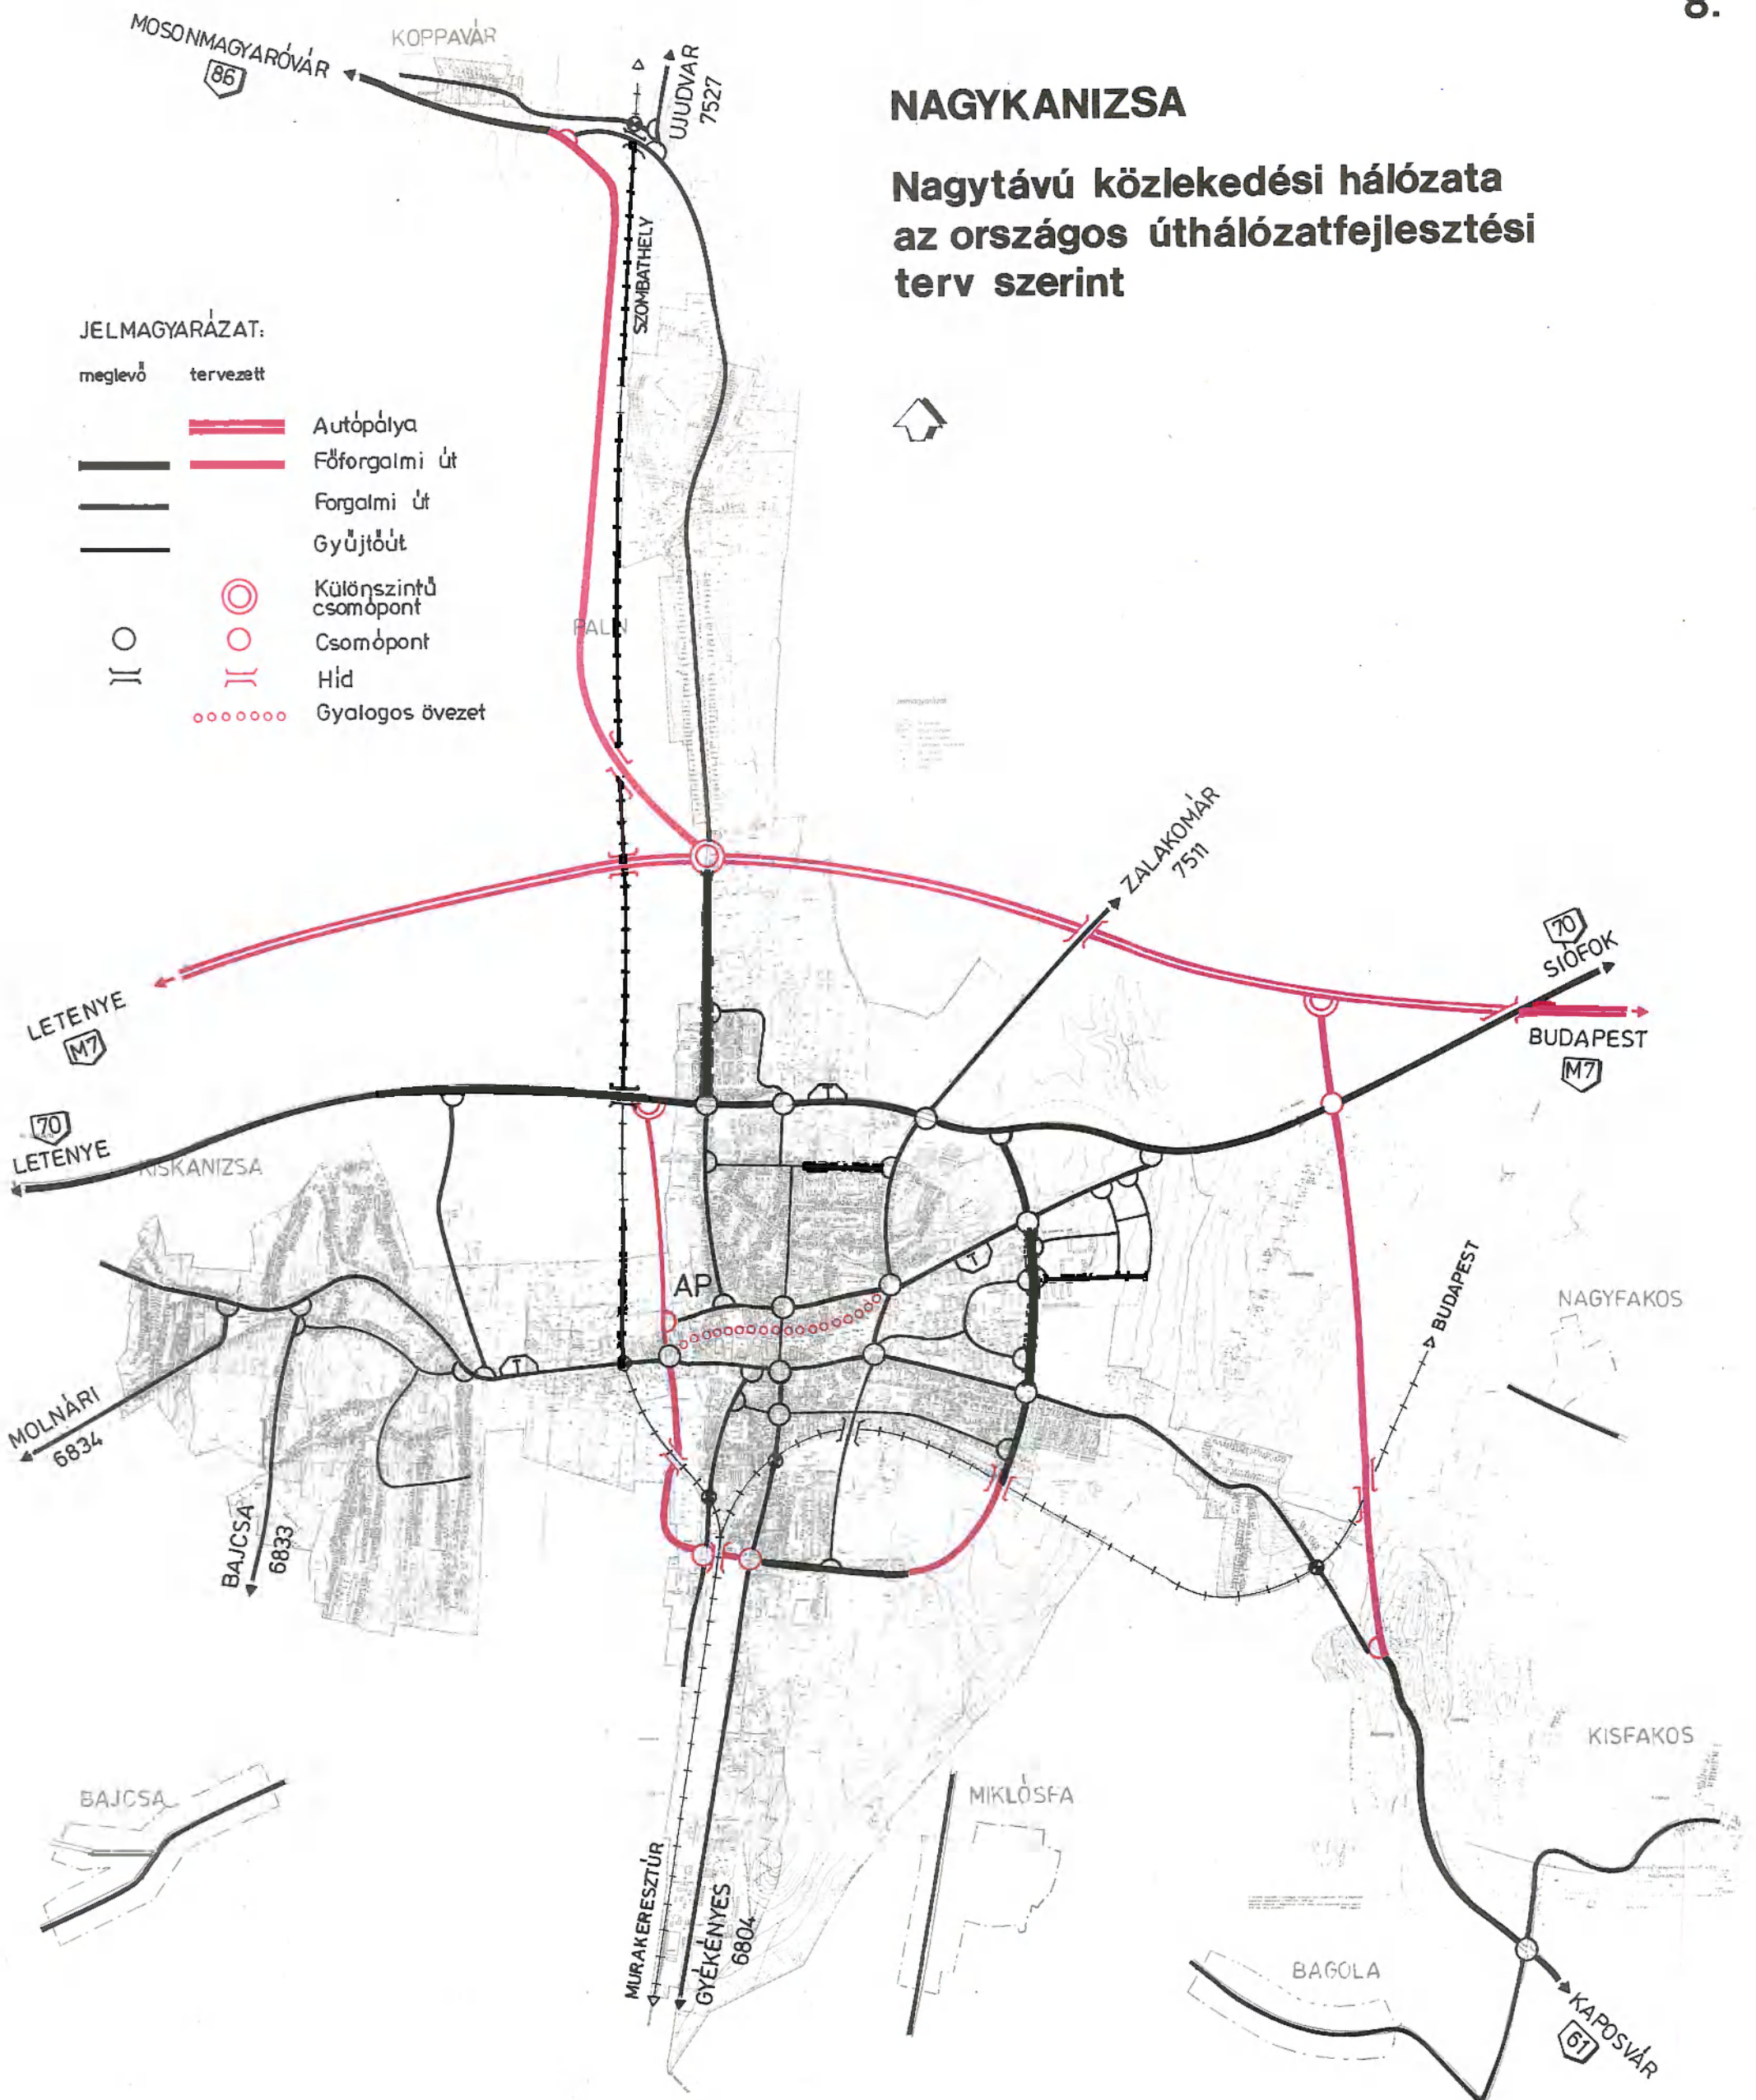 8.
NAGYKANIZSA
Nagytávú közlekedési hálózata
az országos úthálózatfejlesztési
terv szerint
MOSONMAGYARÓVÁR
86
KOPPAVÁR
UJUDVAR
7527
SZOMBATHELY
JELMAGYARÁZAT:
meglevő tervezett
Autópálya
Főforgalmi út
Forgalmi út
Gyűjtőút
Különszintű
csomópont
Csomópont
Híd
Gyalogos övezet
PALIN
ZALAKOMÁR
7511
70
SIÓFOK
BUDAPEST
M7
LETENYE
M7
70
LETENYE
KISKANIZSA
T
AP
T
T
BUDAPEST
NAGYFAKOS
MOLNÁRI
6834
BAJCSA
6833
KISFAKOS
BAJCSA
MIKLÓSFA
MURAKERESZTÚR
GYÉKÉNYES
6804
BAGOLA
KAPOSVÁR
61